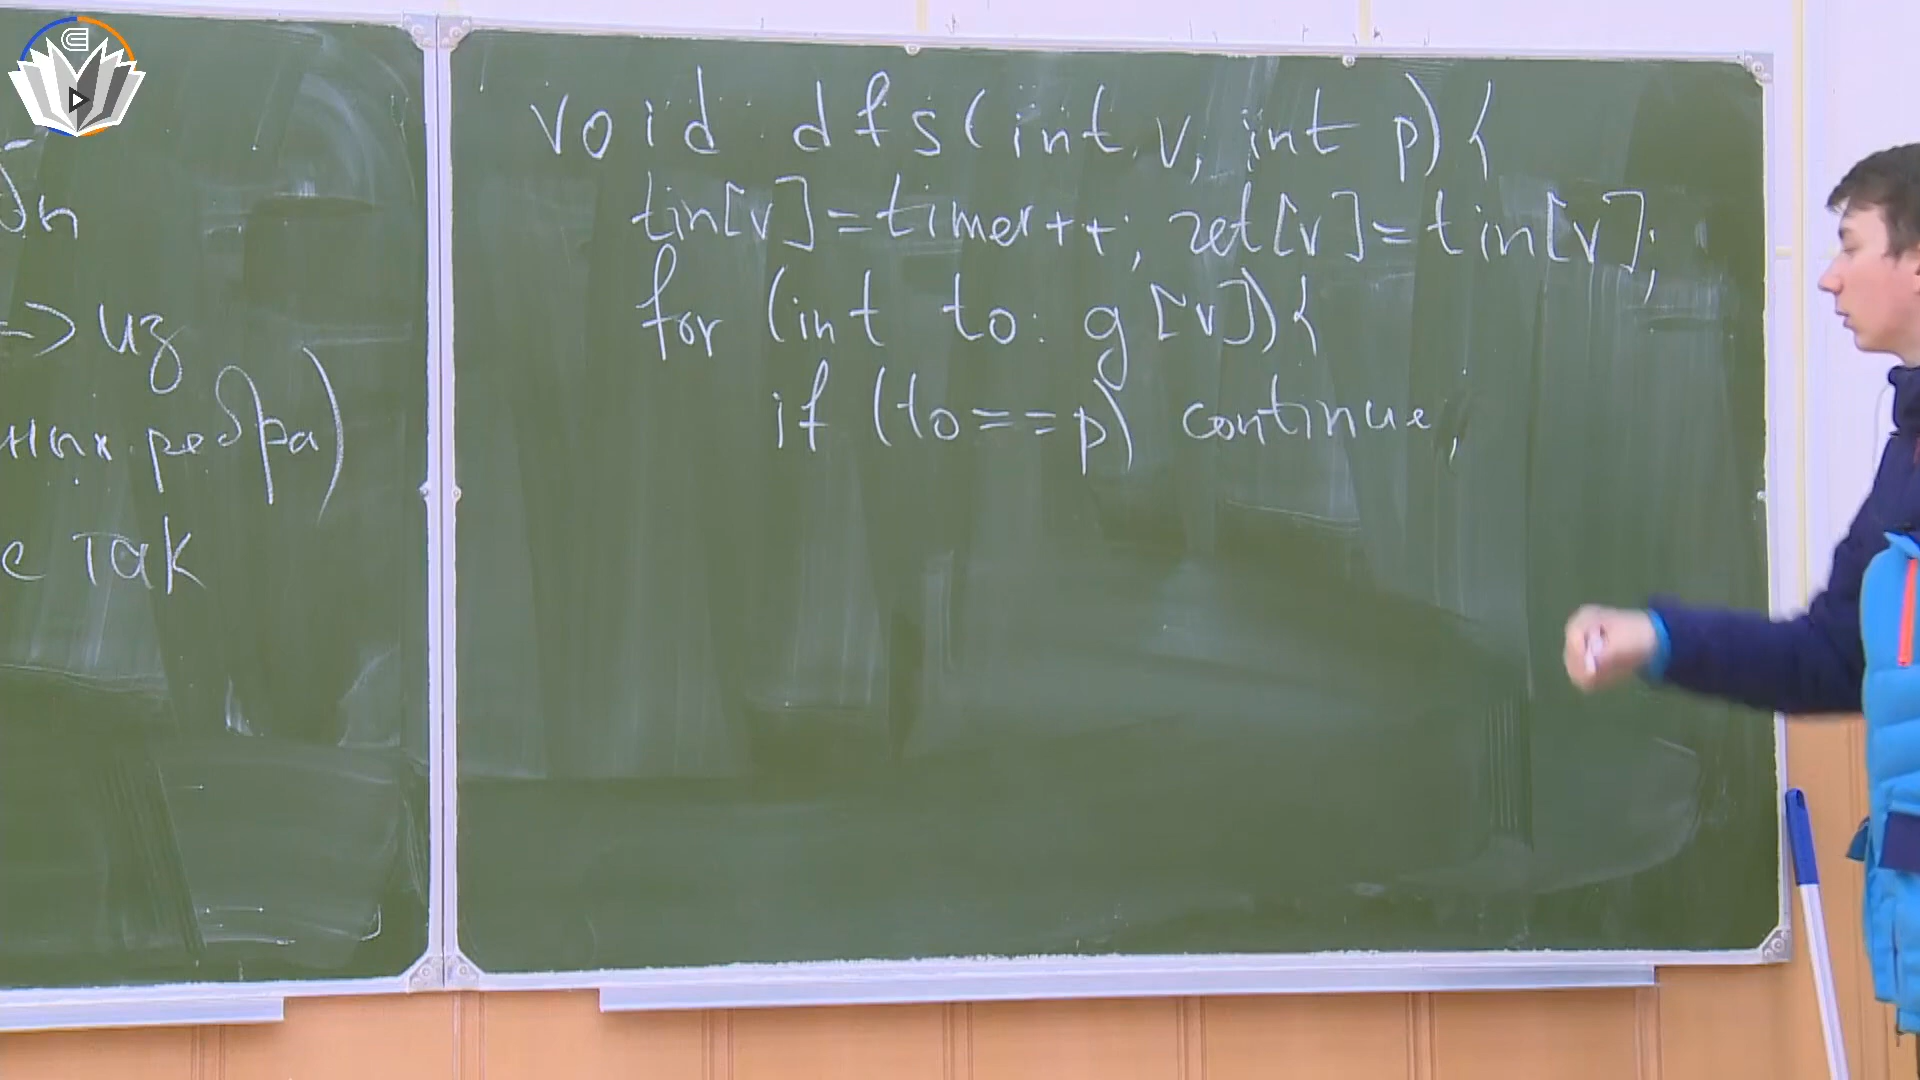 => из
ребра)
так
void dfs(int v, int p) {
tin[v]=timer++; ret[v]=tin[v];
for (int to: g[v]) {
if (to==p) continue;